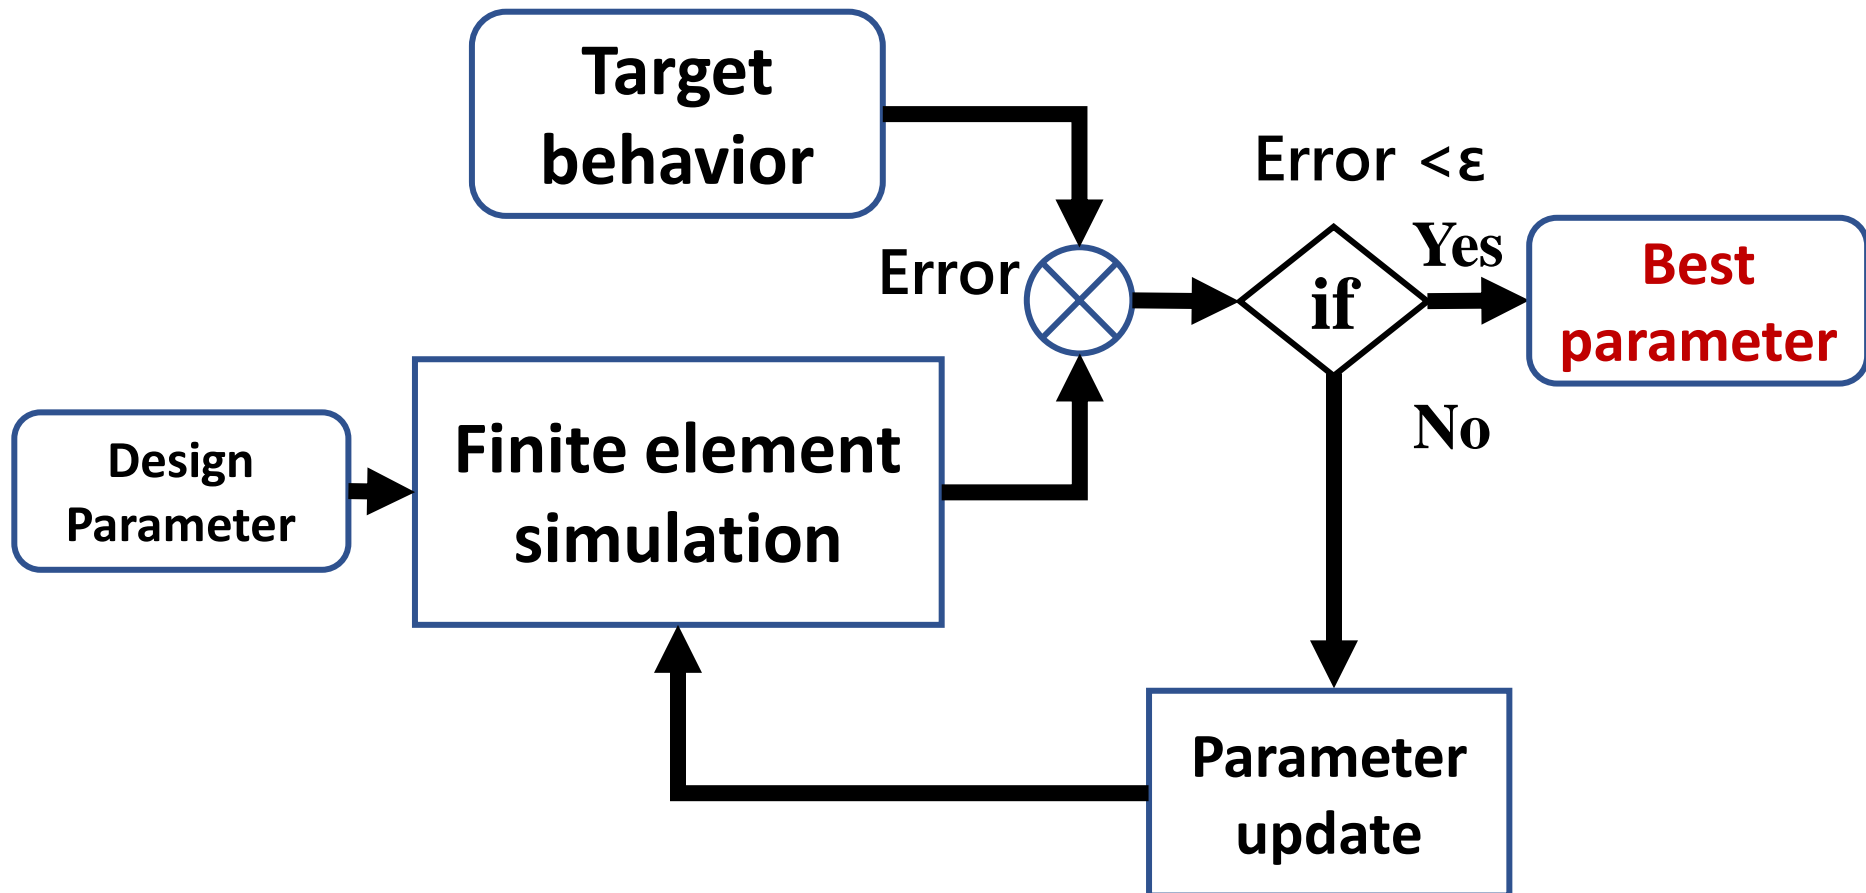 Target
behavior
Error <ε
Error
Yes
if
Best
parameter
No
Design
Parameter
Finite element
simulation
Parameter
update